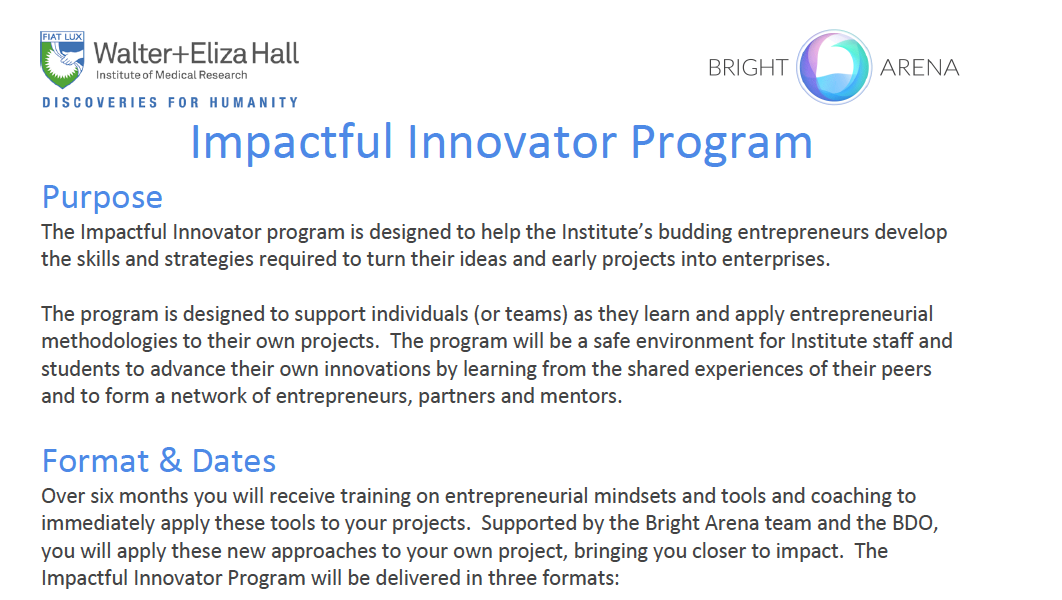 FIAT LUX
Walter+Eliza Hall
Institute of Medical Research
DISCOVERIES FOR HUMANITY
BRIGHT ARENA
Impactful Innovator Program
Purpose
The Impactful Innovator program is designed to help the Institute’s budding entrepreneurs develop
the skills and strategies required to turn their ideas and early projects into enterprises.
The program is designed to support individuals (or teams) as they learn and apply entrepreneurial
methodologies to their own projects.  The program will be a safe environment for Institute staff and
students to advance their own innovations by learning from the shared experiences of their peers
and to form a network of entrepreneurs, partners and mentors.
Format & Dates
Over six months you will receive training on entrepreneurial mindsets and tools and coaching to
immediately apply these tools to your projects.  Supported by the Bright Arena team and the BDO,
you will apply these new approaches to your own project, bringing you closer to impact.  The
Impactful Innovator Program will be delivered in three formats: